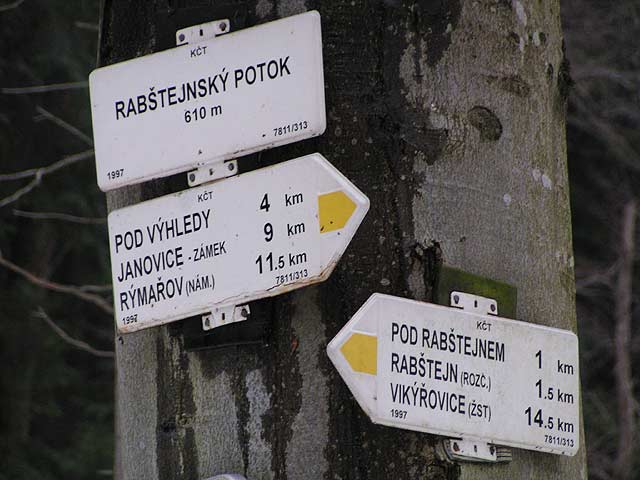 KČT
RABŠTEJNSKÝ POTOK
610 m
1997 7811/313
KČT
POD VÝHLEDY 4 km
JANOVICE - ZÁMEK 9 km
RÝMAŘOV (NÁM.) 11.5 km
1997 7811/313
KČT
POD RABŠTEJNEM 1 km
RABŠTEJN (ROZC.) 1.5 km
VIKÝŘOVICE (ŽST) 14.5 km
1997 7811/313